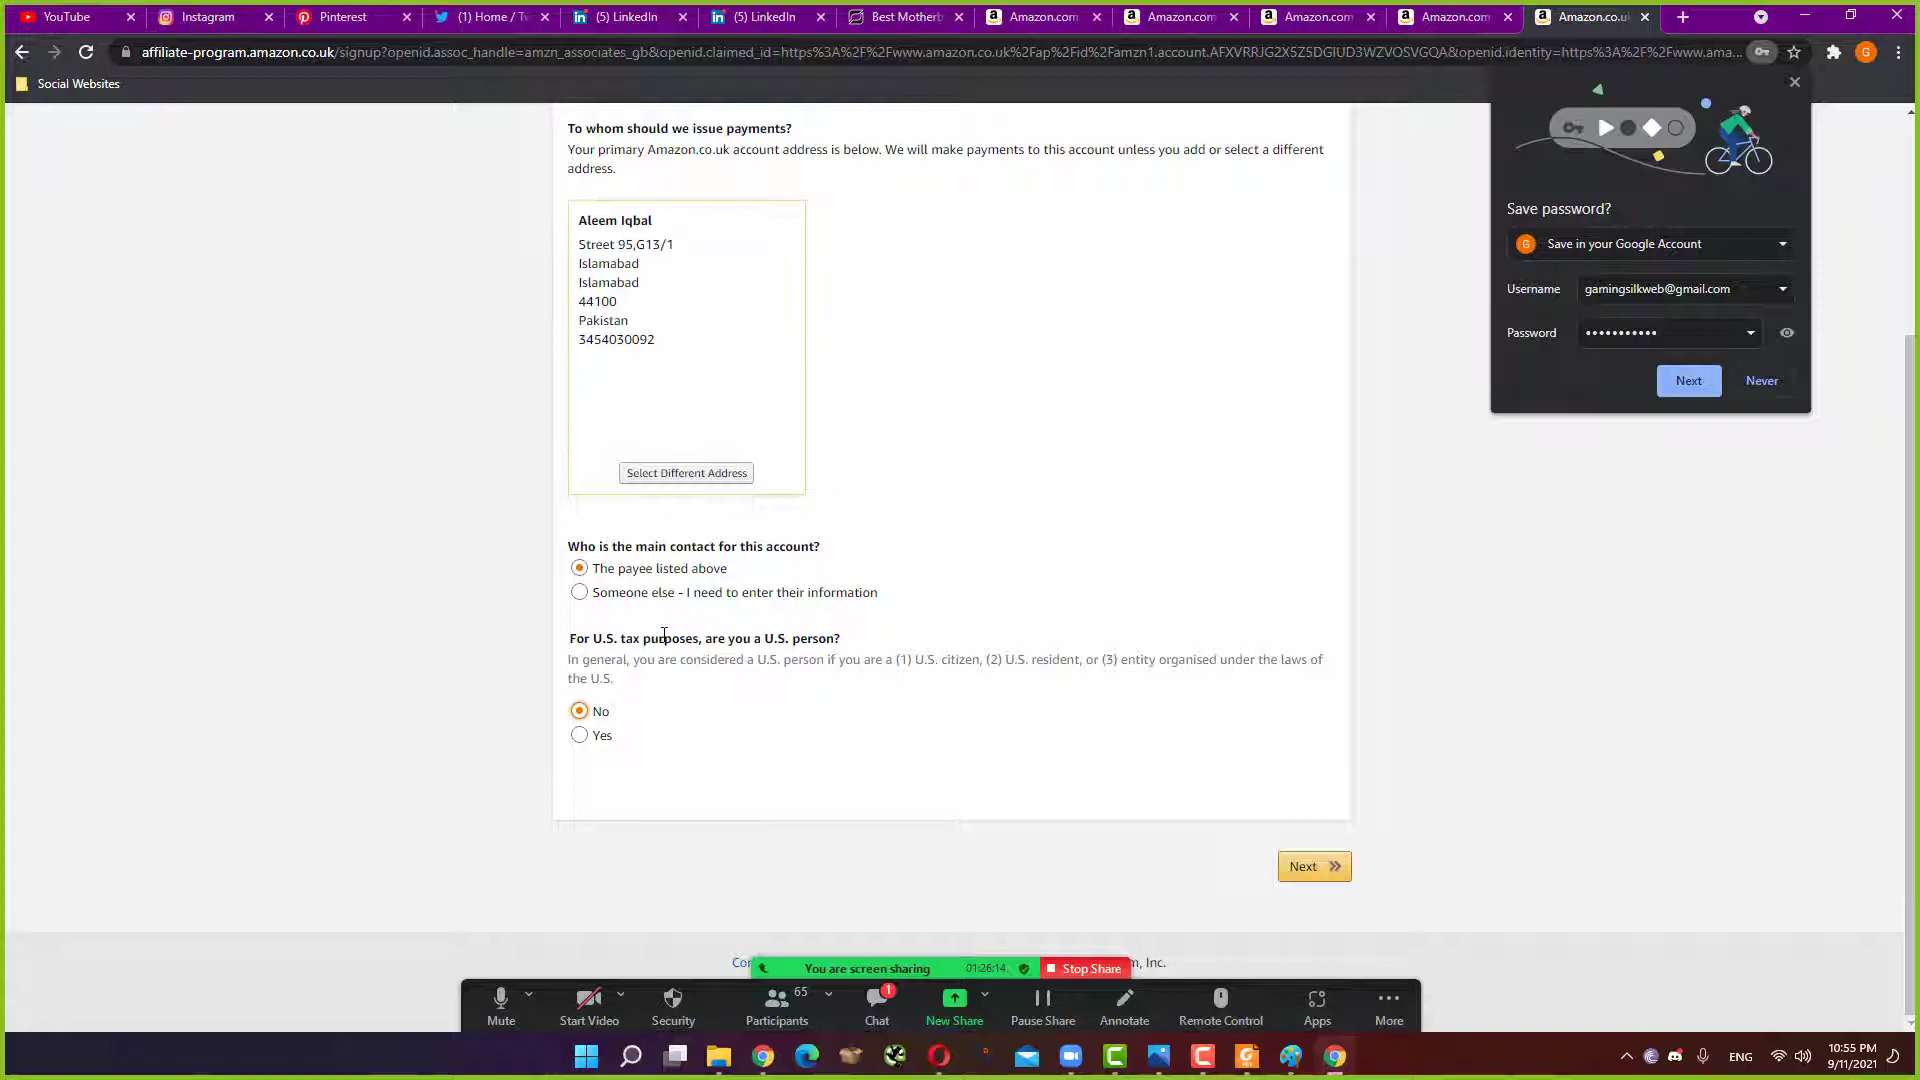 YouTube
Instagram
Pinterest
(1) Home / Tw
(5) LinkedIn
(5) LinkedIn
Best Motherb
Amazon.com
Amazon.com
Amazon.com
Amazon.com
Amazon.co.u
affiliate-program.amazon.co.uk/signup?openid.assoc_handle=amzn_associates_gb&openid.claimed_id=https%3A%2F%2Fwww.amazon.co.uk%2Fap%2Fid%2Famzn1.account.AFXVRRJG2X5Z5DGIUD3WZVOSVGQA&openid.identity=https%3A%2F%2Fwww.ama...
G
Social Websites
To whom should we issue payments?
Your primary Amazon.co.uk account address is below. We will make payments to this account unless you add or select a different
address.
Aleem Iqbal
Street 95,G13/1
Islamabad
Islamabad
44100
Pakistan
3454030092
Select Different Address
Who is the main contact for this account?
The payee listed above
Someone else - I need to enter their information
For U.S. tax purposes, are you a U.S. person?
In general, you are considered a U.S. person if you are a (1) U.S. citizen, (2) U.S. resident, or (3) entity organised under the laws of
the U.S.
No
Yes
Next
Save password?
G Save in your Google Account
Username gamingsilkweb@gmail.com
Password •••••••••••
Next Never
Con
m, Inc.
You are screen sharing 01:26:14 Stop Share
65
1
Mute
Start Video
Security
Participants
Chat
New Share
Pause Share
Annotate
Remote Control
Apps
More
ENG
10:55 PM
9/11/2021